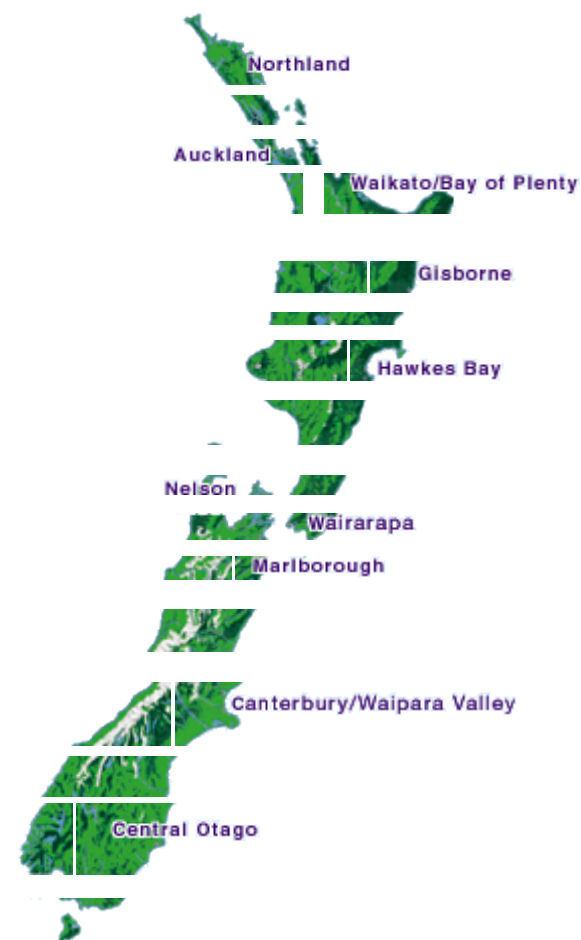 Northland
Auckland
Waikato/Bay of Plenty
Gisborne
Hawkes Bay
Nelson
Wairarapa
Marlborough
Canterbury/Waipara Valley
Central Otago